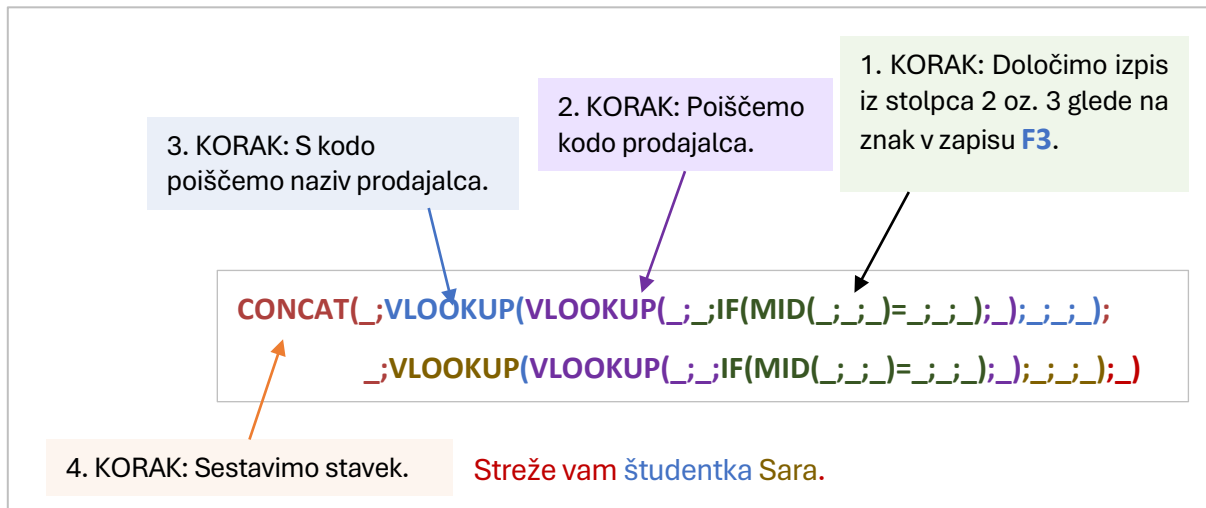 1. KORAK: Določimo izpis
iz stolpca 2 oz. 3 glede na
znak v zapisu F3.
2. KORAK: Poiščemo
kodo prodajalca.
3. KORAK: S kodo
poiščemo naziv prodajalca.
CONCAT(_;VLOOKUP(VLOOKUP(_;_;IF(MID(_;_;_)=_;_;_);_);_;_;_);
_;VLOOKUP(VLOOKUP(_;_;IF(MID(_;_;_)=_;_;_);_);_;_;_);_)
4. KORAK: Sestavimo stavek.
Streže vam študentka Sara.